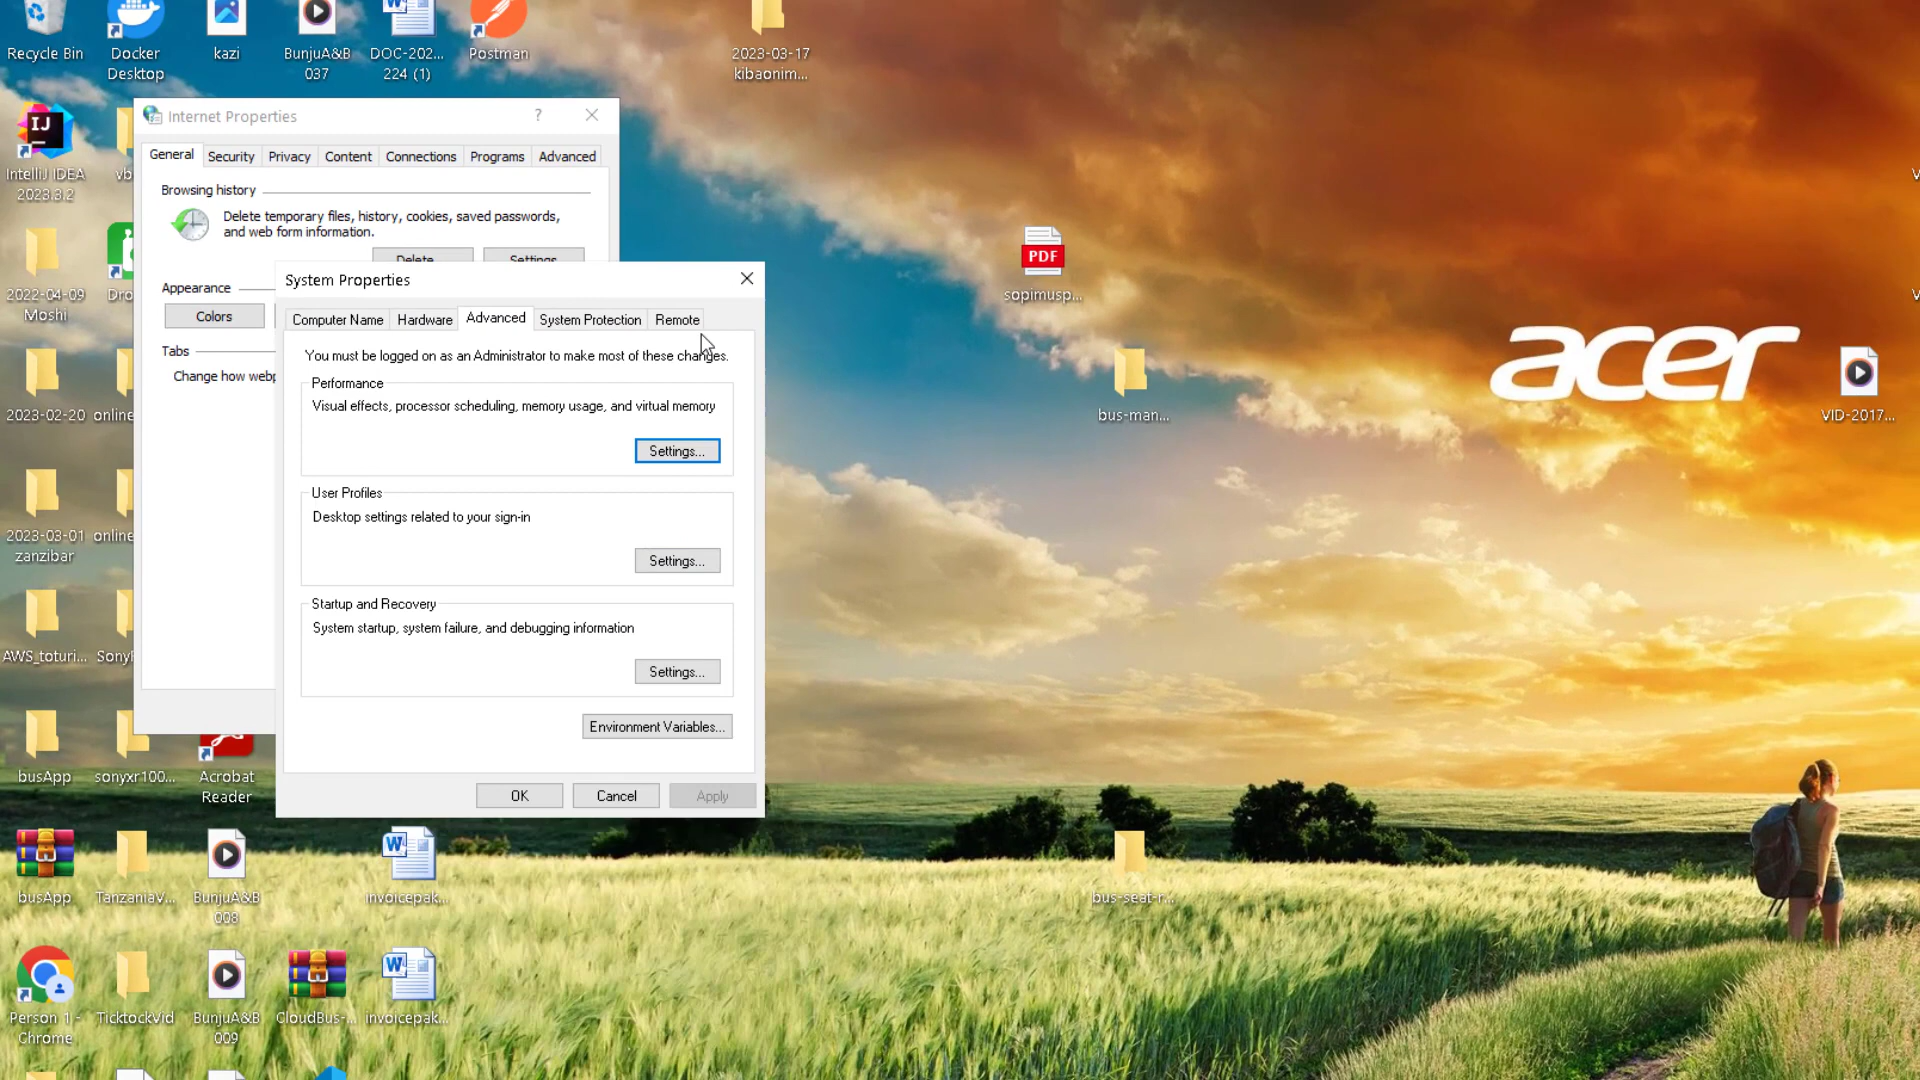 Recycle Bin
Docker
Desktop
kazi
BunjuA&B
037
DOC-202...
224 (1)
Postman
2023-03-17
kibaonim...
IJ
IntelliJ IDEA
2023.3.2
vb
2022-04-09
Moshi
Dro
2023-02-20
online
2023-03-01
zanzibar
online
AWS_toturi...
SonyF
busApp
sonyxr100...
Acrobat
Reader
busApp
TanzaniaV...
BunjuA&B
008
invoicepak...
Person 1 -
Chrome
TicktockVid
BunjuA&B
009
CloudBus-...
invoicepak...
Internet Properties
?
General
Security
Privacy
Content
Connections
Programs
Advanced
Browsing history
Delete temporary files, history, cookies, saved passwords,
and web form information.
Delete...
Settings
Appearance
Colors
Tabs
Change how webp
System Properties
Computer Name
Hardware
Advanced
System Protection
Remote
You must be logged on as an Administrator to make most of these changes.
Performance
Visual effects, processor scheduling, memory usage, and virtual memory
Settings...
User Profiles
Desktop settings related to your sign-in
Settings...
Startup and Recovery
System startup, system failure, and debugging information
Settings...
Environment Variables...
OK
Cancel
Apply
PDF
sopimusp...
bus-man...
bus-seat-r...
acer
VID-2017...
V
V